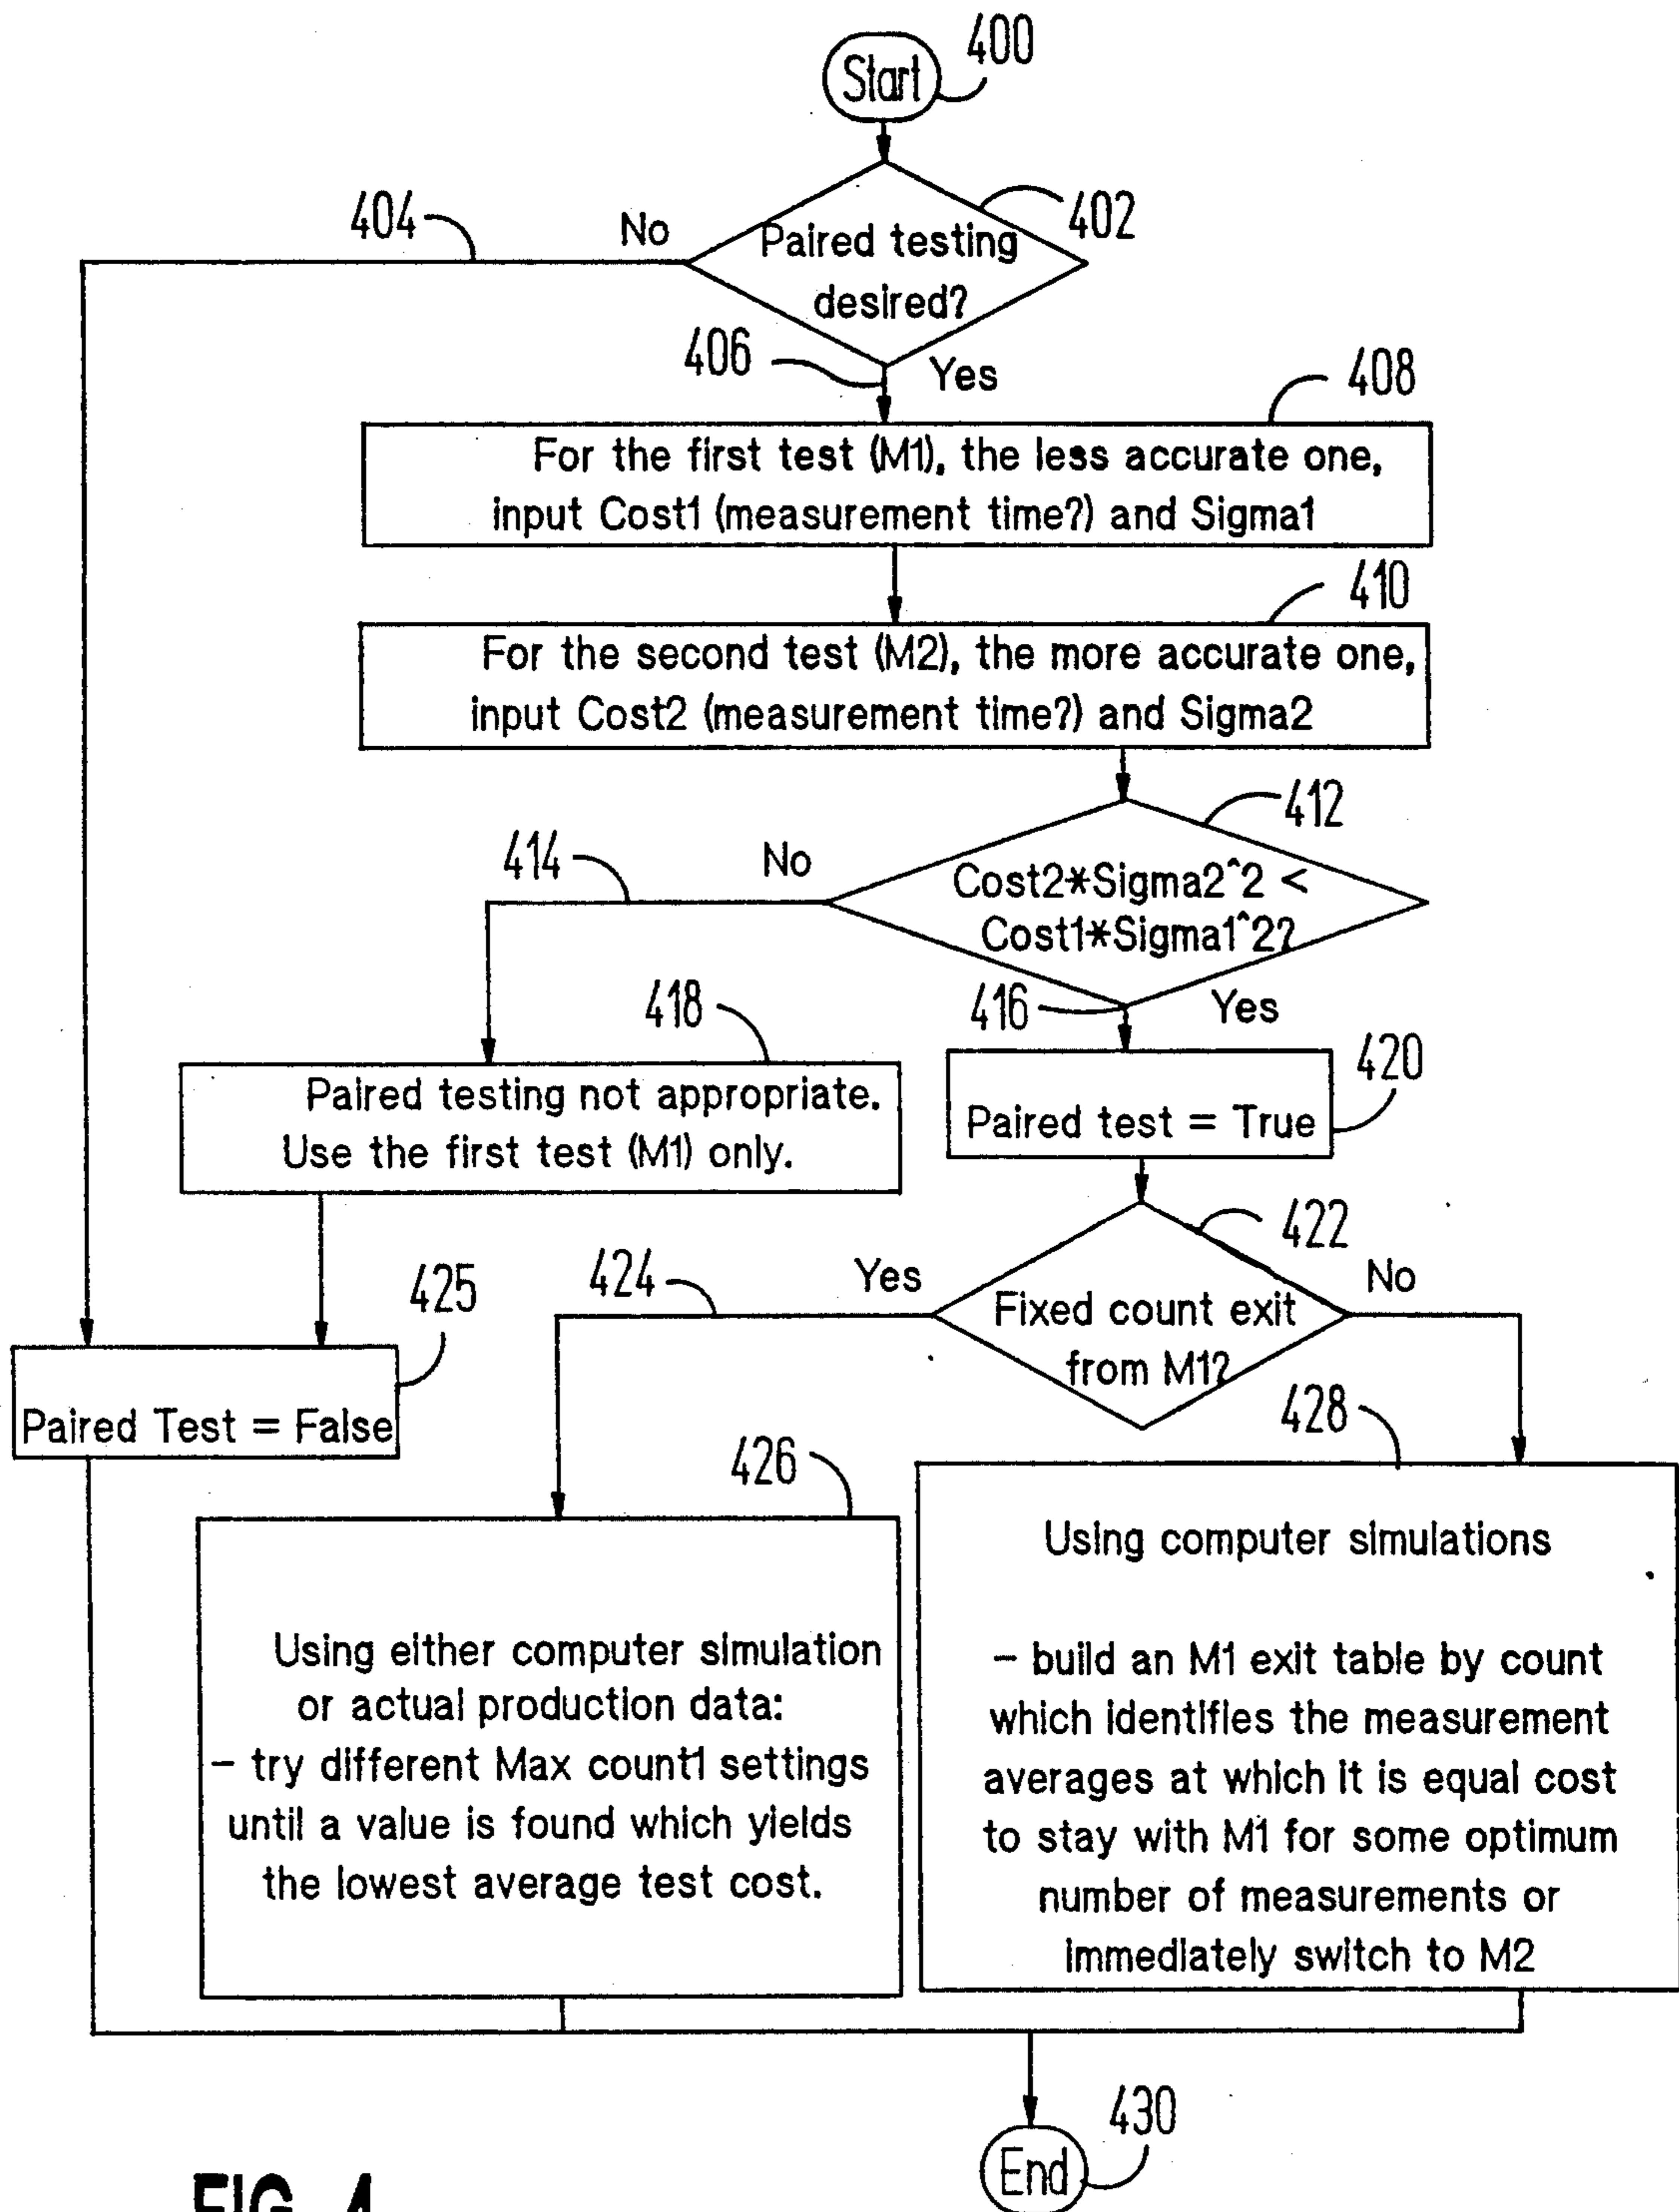 400
Start
402
404
No
Paired testing
desired?
406
Yes
408
For the first test (M1), the less accurate one,
input Cost1 (measurement time?) and Sigma1
410
For the second test (M2), the more accurate one,
input Cost2 (measurement time?) and Sigma2
412
414
No
Cost2*Sigma2^2 <
Cost1*Sigma1^2?
416
Yes
418
420
Paired testing not appropriate.
Use the first test (M1) only.
Paired test = True
422
424
Yes
No
425
Fixed count exit
from M1?
Paired Test = False
426
428
Using either computer simulation
or actual production data:
- try different Max count1 settings
until a value is found which yields
the lowest average test cost.
Using computer simulations
- build an M1 exit table by count
which identifies the measurement
averages at which it is equal cost
to stay with M1 for some optimum
number of measurements or
immediately switch to M2
430
End
FIG. 4